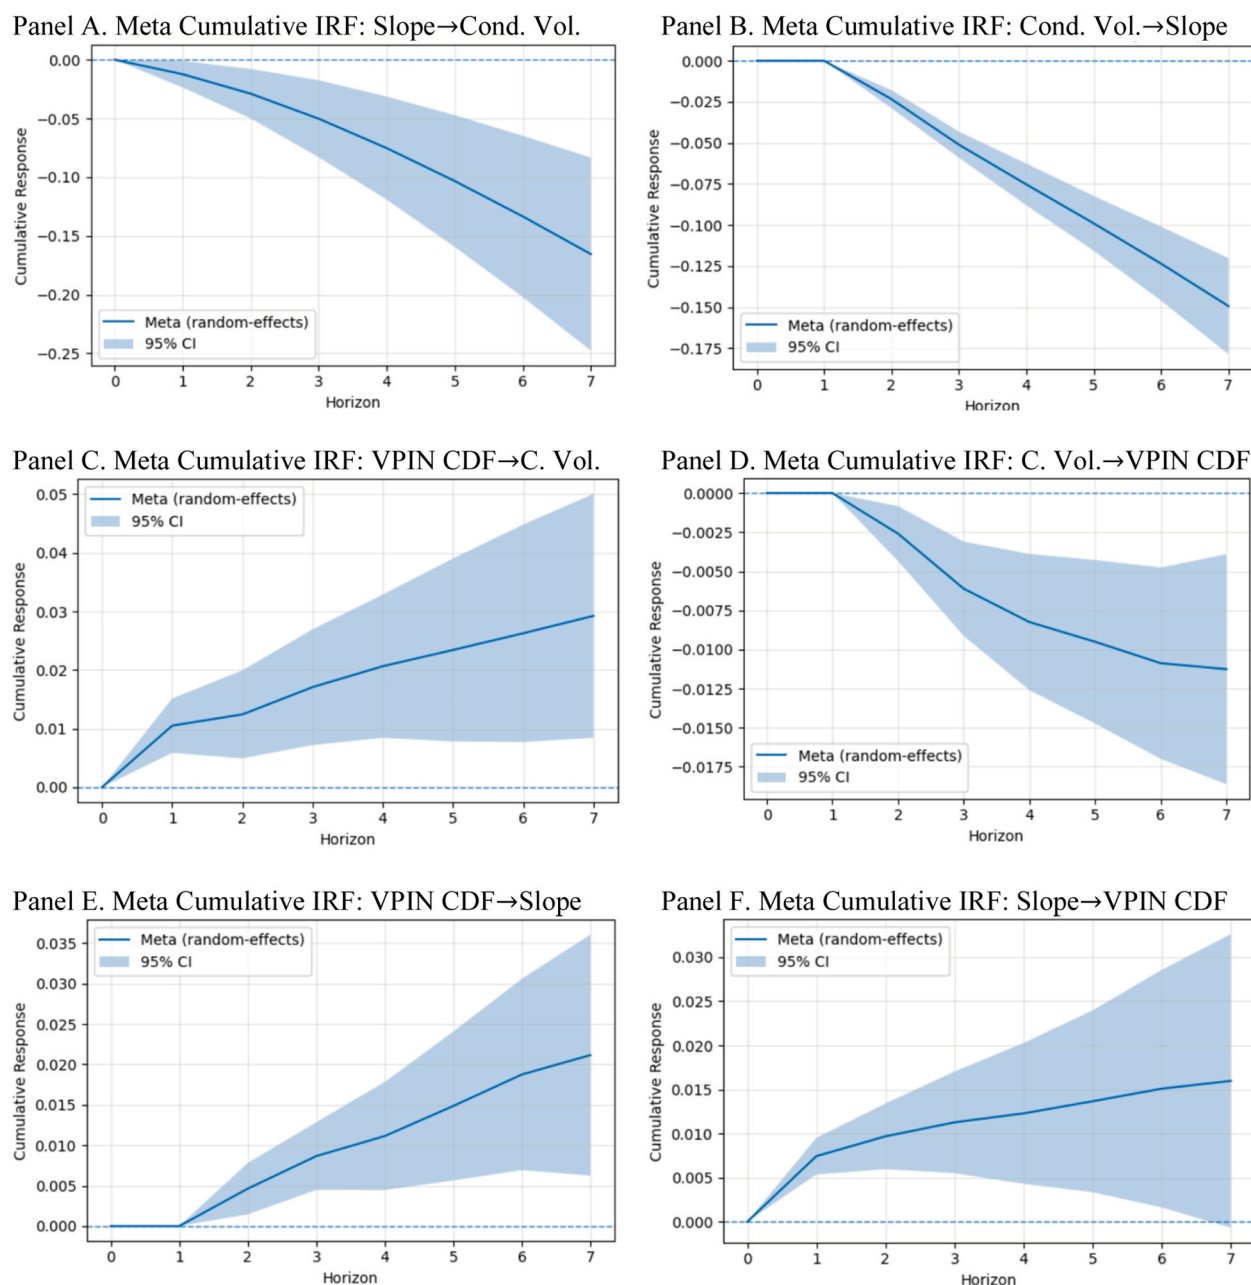 Panel A. Meta Cumulative IRF: Slope→Cond. Vol.
0.00
−0.05
−0.10
−0.15
−0.20
−0.25
Cumulative Response
Meta (random-effects)
95% CI
0 1 2 3 4 5 6 7
Horizon
Panel B. Meta Cumulative IRF: Cond. Vol.→Slope
0.000
−0.025
−0.050
−0.075
−0.100
−0.125
−0.150
−0.175
Cumulative Response
Meta (random-effects)
95% CI
0 1 2 3 4 5 6 7
Horizon
Panel C. Meta Cumulative IRF: VPIN CDF→C. Vol.
0.05
0.04
0.03
0.02
0.01
0.00
Cumulative Response
Meta (random-effects)
95% CI
0 1 2 3 4 5 6 7
Horizon
Panel D. Meta Cumulative IRF: C. Vol.→VPIN CDF
0.0000
−0.0025
−0.0050
−0.0075
−0.0100
−0.0125
−0.0150
−0.0175
Cumulative Response
Meta (random-effects)
95% CI
0 1 2 3 4 5 6 7
Horizon
Panel E. Meta Cumulative IRF: VPIN CDF→Slope
0.035
0.030
0.025
0.020
0.015
0.010
0.005
0.000
Cumulative Response
Meta (random-effects)
95% CI
0 1 2 3 4 5 6 7
Horizon
Panel F. Meta Cumulative IRF: Slope→VPIN CDF
0.030
0.025
0.020
0.015
0.010
0.005
0.000
Cumulative Response
Meta (random-effects)
95% CI
0 1 2 3 4 5 6 7
Horizon